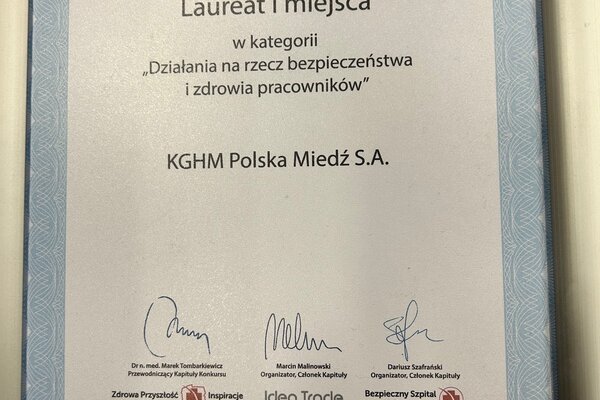 Laureat I miejsca
w kategorii
„Działania na rzecz bezpieczeństwa
i zdrowia pracowników”
KGHM Polska Miedź S.A.
Dr n. med. Marek Tombarkiewicz
Przewodniczący Kapituły Konkursu
Marcin Malinowski
Organizator, Członek Kapituły
Dariusz Szafrański
Organizator, Członek Kapituły
Zdrowa Przyszłość Inspiracje
Idea Trade
Bezpieczny Szpital